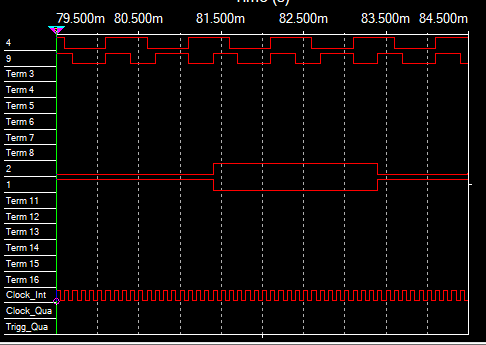 Time (s)
79.500m 80.500m 81.500m 82.500m 83.500m 84.500m
4
9
Term 3
Term 4
Term 5
Term 6
Term 7
Term 8
2
1
Term 11
Term 12
Term 13
Term 14
Term 15
Term 16
Clock_Int
Clock_Qua
Trigg_Qua